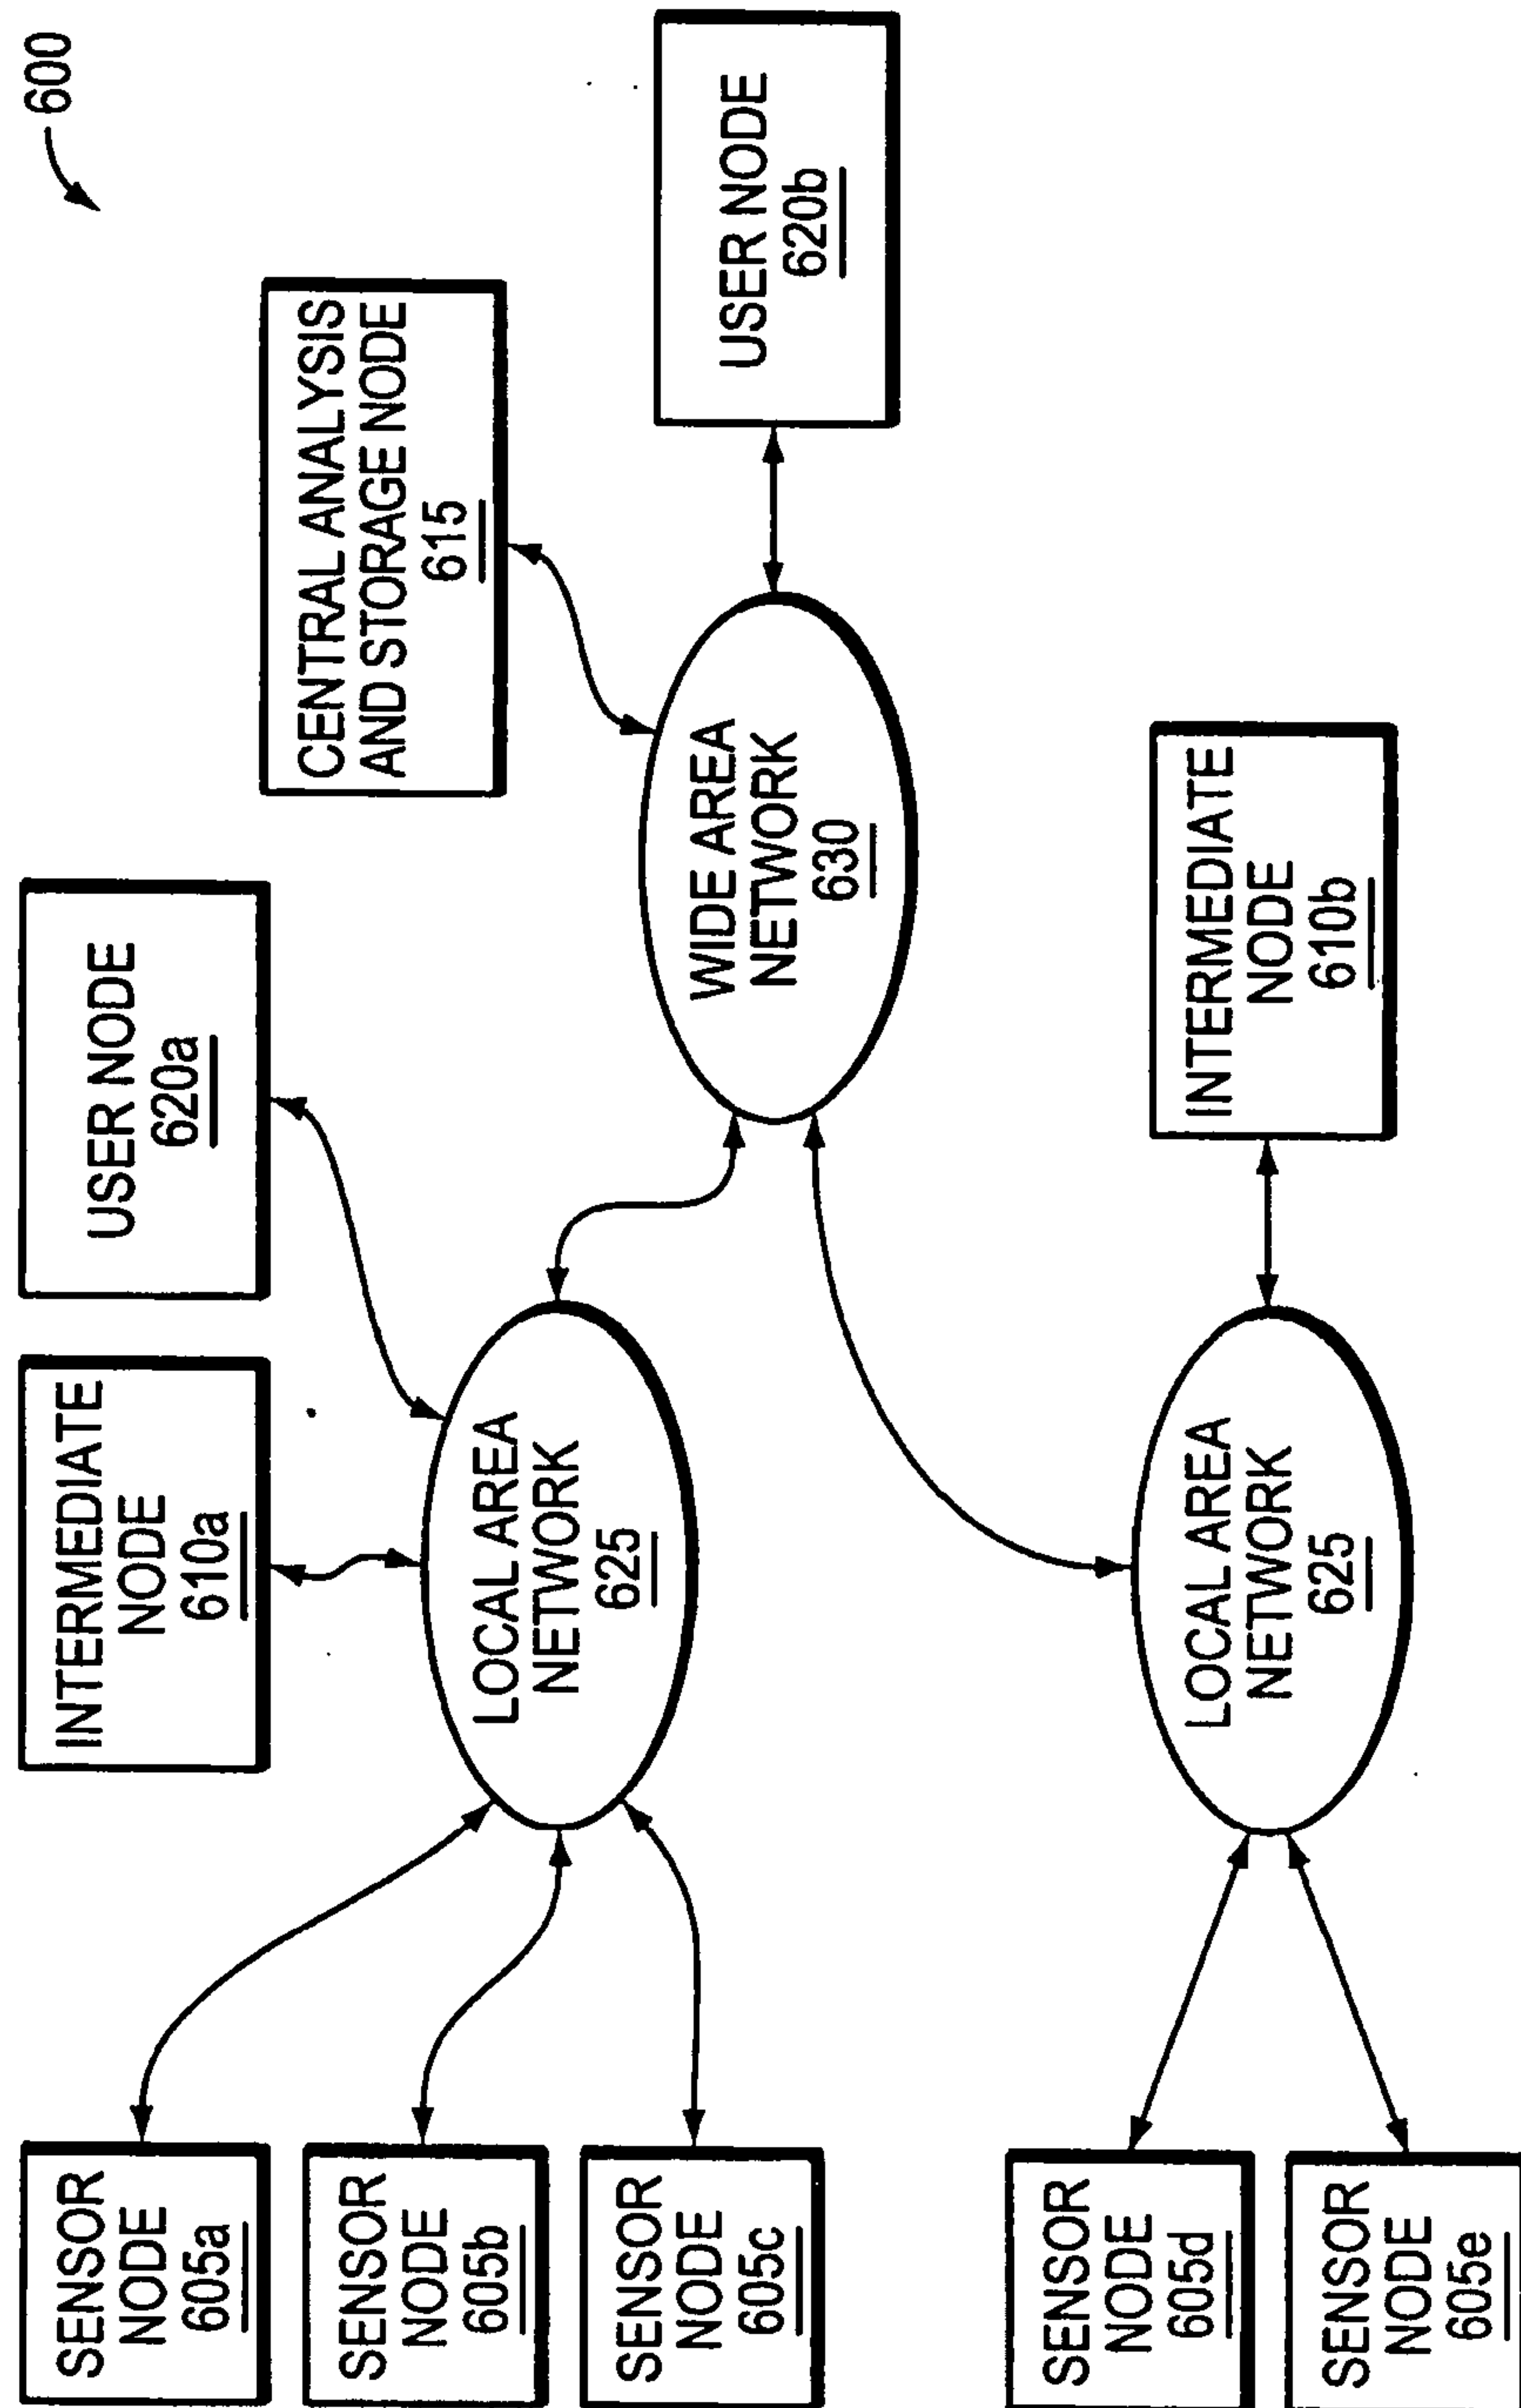 600
INTERMEDIATE
NODE
610a
USER NODE
620a
CENTRAL ANALYSIS
AND STORAGE NODE
615
SENSOR
NODE
605a
SENSOR
NODE
605b
SENSOR
NODE
605c
LOCAL AREA
NETWORK
625
WIDE AREA
NETWORK
630
USER NODE
620b
SENSOR
NODE
605d
SENSOR
NODE
605e
LOCAL AREA
NETWORK
625
INTERMEDIATE
NODE
610b